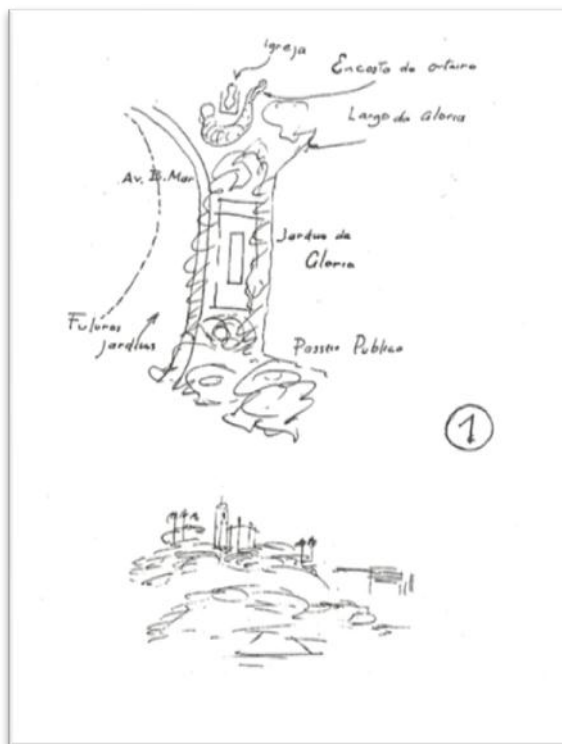 Igreja
Encosta do outeiro
Largo da Gloria
Av. B. Mar
Jardim da
Gloria
Futuros
jardins
Passeio Publico
1